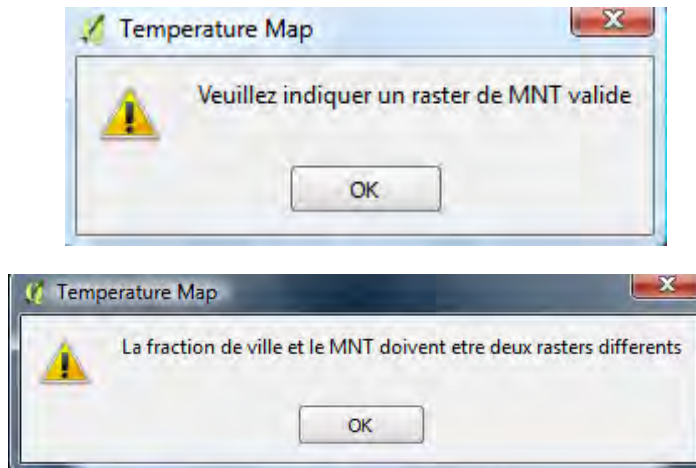 Temperature Map
Veuillez indiquer un raster de MNT valide
OK
Temperature Map
La fraction de ville et le MNT doivent etre deux rasters differents
OK